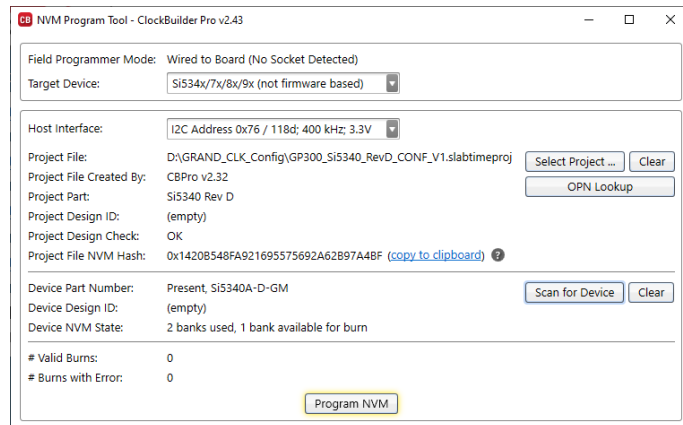 CB NVM Program Tool - ClockBuilder Pro v2.43
Field Programmer Mode: Wired to Board (No Socket Detected)
Target Device: Si534x/7x/8x/9x (not firmware based)
Host Interface: I2C Address 0x76 / 118d; 400 kHz; 3.3V
Project File: D:\GRAND_CLK_Config\GP300_Si5340_RevD_CONF_V1.slabtimeproj Select Project ... Clear
Project File Created By: CBPro v2.32 OPN Lookup
Project Part: Si5340 Rev D
Project Design ID: (empty)
Project Design Check: OK
Project File NVM Hash: 0x1420B548FA921695575692A62B97A4BF (copy to clipboard) ?
Device Part Number: Present, Si5340A-D-GM Scan for Device Clear
Device Design ID: (empty)
Device NVM State: 2 banks used, 1 bank available for burn
# Valid Burns: 0
# Burns with Error: 0
Program NVM